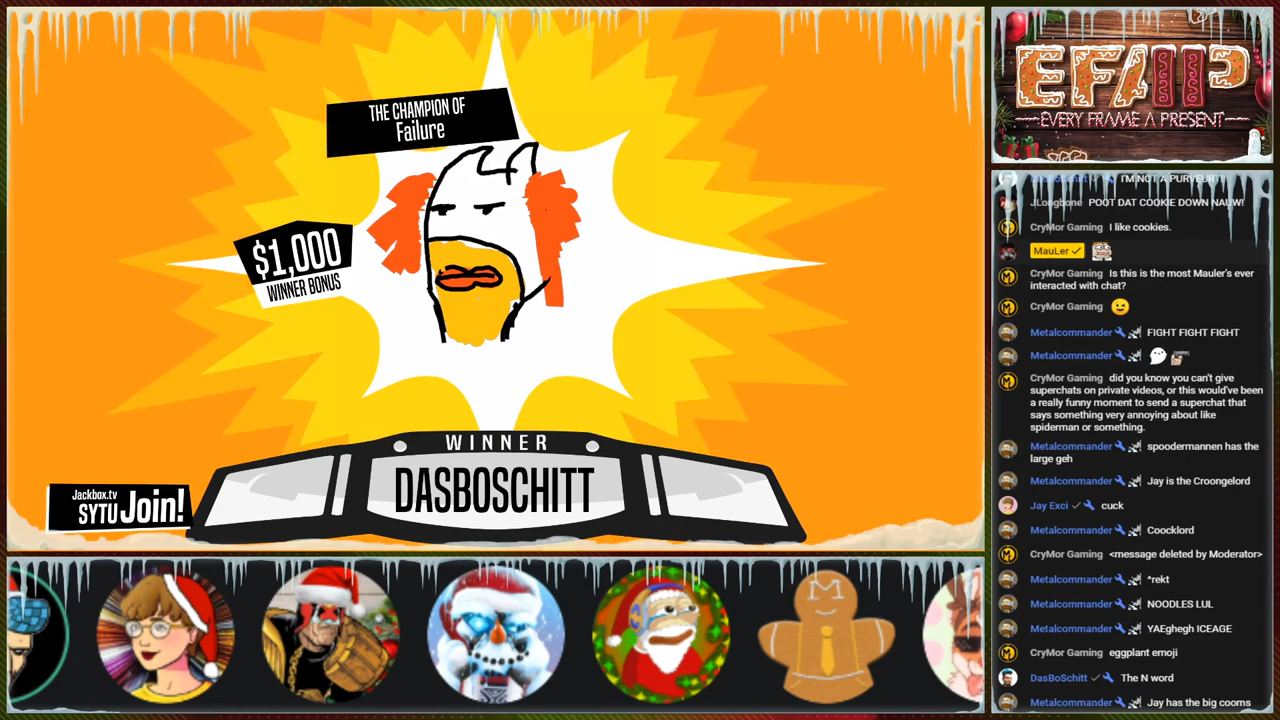 THE CHAMPION OF
Failure
$1,000
WINNER BONUS
WINNER
DASBOSCHITT
Jackbox.tv
SYTU Join!
EFAP
EVERY FRAME A PRESENT
I'M NOT A PURVEUR
JLongbone POOT DAT COOKIE DOWN NAUW!
CryMor Gaming I like cookies.
MauLer
CryMor Gaming Is this is the most Mauler's ever
interacted with chat?
CryMor Gaming
Metalcommander FIGHT FIGHT FIGHT
Metalcommander
CryMor Gaming did you know you can't give
superchats on private videos, or this would've been
a really funny moment to send a superchat that
says something very annoying about like
spiderman or something.
Metalcommander spoodermannen has the
large geh
Metalcommander Jay is the Croongelord
Jay Exci cuck
Metalcommander Coocklord
CryMor Gaming <message deleted by Moderator>
Metalcommander ^rekt
Metalcommander NOODLES LUL
Metalcommander YAEghegh ICEAGE
CryMor Gaming eggplant emoji
DasBoSchitt The N word
Metalcommander Jay has the big cooms
M